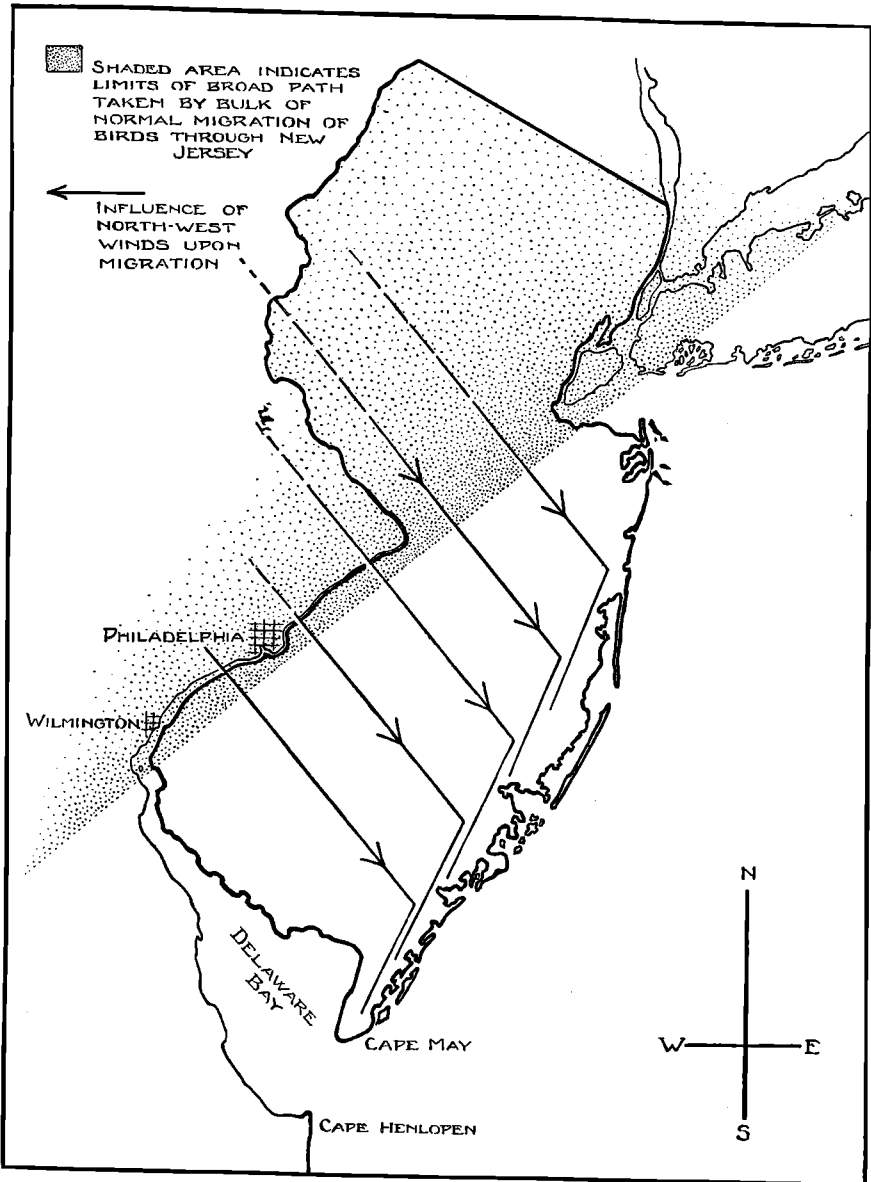 SHADED AREA INDICATES
LIMITS OF BROAD PATH
TAKEN BY BULK OF
NORMAL MIGRATION OF
BIRDS THROUGH NEW
JERSEY
INFLUENCE OF
NORTH-WEST
WINDS UPON
MIGRATION
PHILADELPHIA
WILMINGTON
DELAWARE
BAY
CAPE MAY
CAPE HENLOPEN
N
W E
S